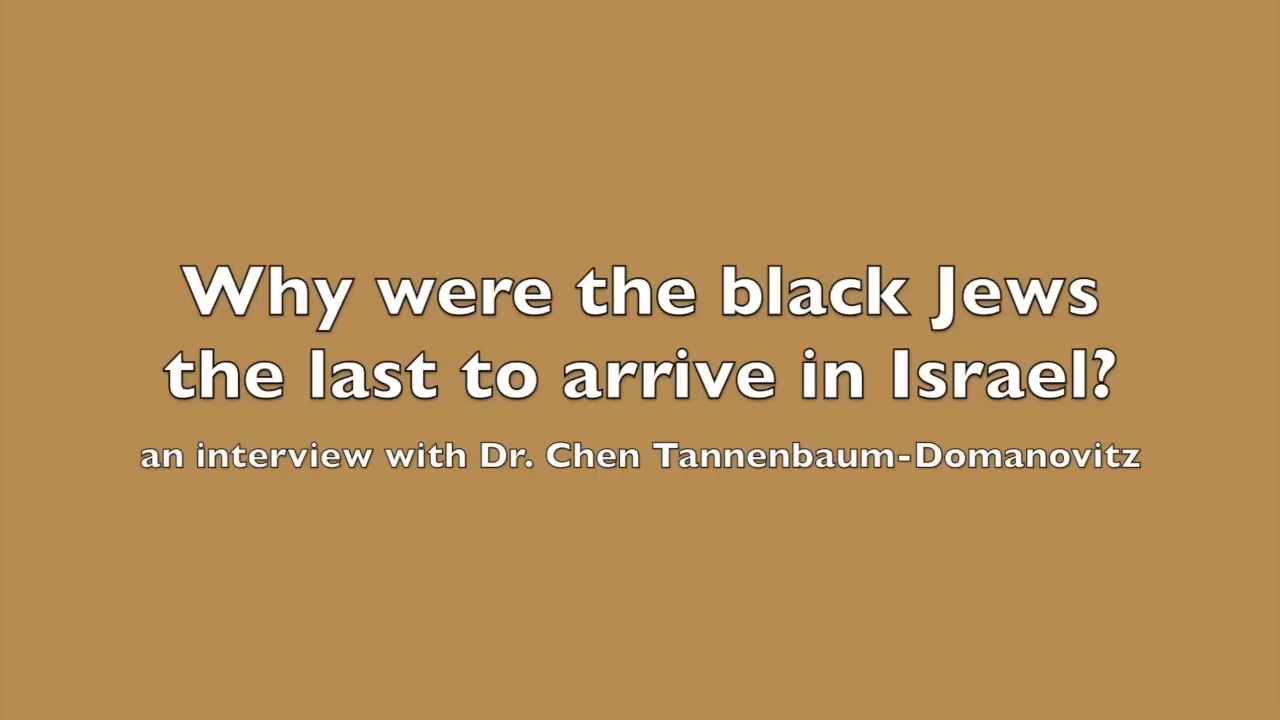 Why were the black Jews
the last to arrive in Israel?
an interview with Dr. Chen Tannenbaum-Domanovitz